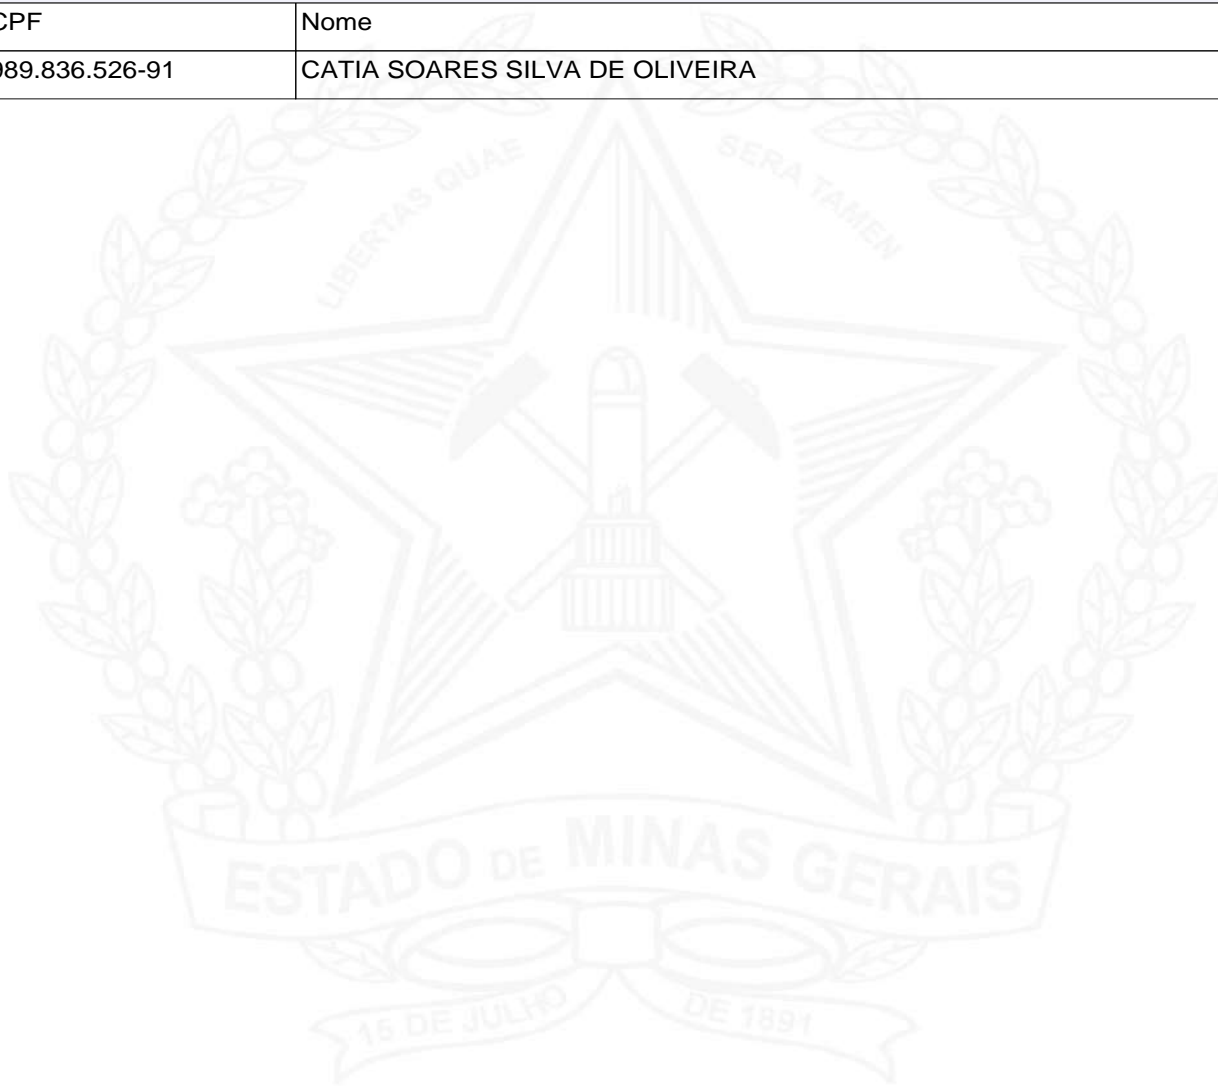 CPF Nome
989.836.526-91 CATIA SOARES SILVA DE OLIVEIRA
LIBERTAS QUAE SERA TAMEN
ESTADO DE MINAS GERAIS
15 DE JULHO DE 1891